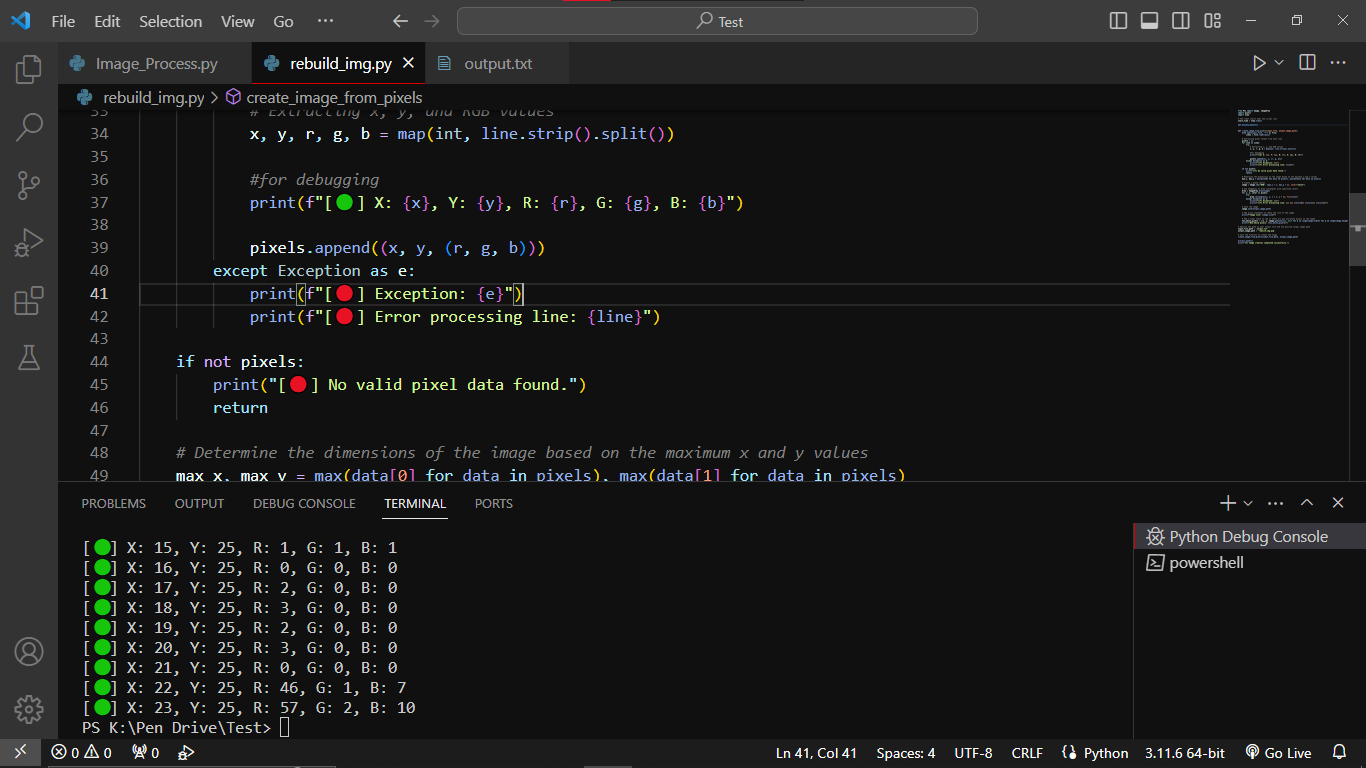 File Edit Selection View Go ··· Test
Image_Process.py rebuild_img.py output.txt
rebuild_img.py > create_image_from_pixels
33 # Extracting x, y, and RGB values
34 x, y, r, g, b = map(int, line.strip().split())
35
36 #for debugging
37 print(f"[🟢] X: {x}, Y: {y}, R: {r}, G: {g}, B: {b}")
38
39 pixels.append((x, y, (r, g, b)))
40 except Exception as e:
41 print(f"[🔴] Exception: {e}")
42 print(f"[🔴] Error processing line: {line}")
43
44 if not pixels:
45 print("[🔴] No valid pixel data found.")
46 return
47
48 # Determine the dimensions of the image based on the maximum x and y values
49 max_x, max_y = max(data[0] for data in pixels), max(data[1] for data in pixels)
PROBLEMS OUTPUT DEBUG CONSOLE TERMINAL PORTS
[🟢] X: 15, Y: 25, R: 1, G: 1, B: 1
[🟢] X: 16, Y: 25, R: 0, G: 0, B: 0
[🟢] X: 17, Y: 25, R: 2, G: 0, B: 0
[🟢] X: 18, Y: 25, R: 3, G: 0, B: 0
[🟢] X: 19, Y: 25, R: 2, G: 0, B: 0
[🟢] X: 20, Y: 25, R: 3, G: 0, B: 0
[🟢] X: 21, Y: 25, R: 0, G: 0, B: 0
[🟢] X: 22, Y: 25, R: 46, G: 1, B: 7
[🟢] X: 23, Y: 25, R: 57, G: 2, B: 10
PS K:\Pen Drive\Test>
Python Debug Console
powershell
0 0 0 Ln 41, Col 41 Spaces: 4 UTF-8 CRLF Python 3.11.6 64-bit Go Live